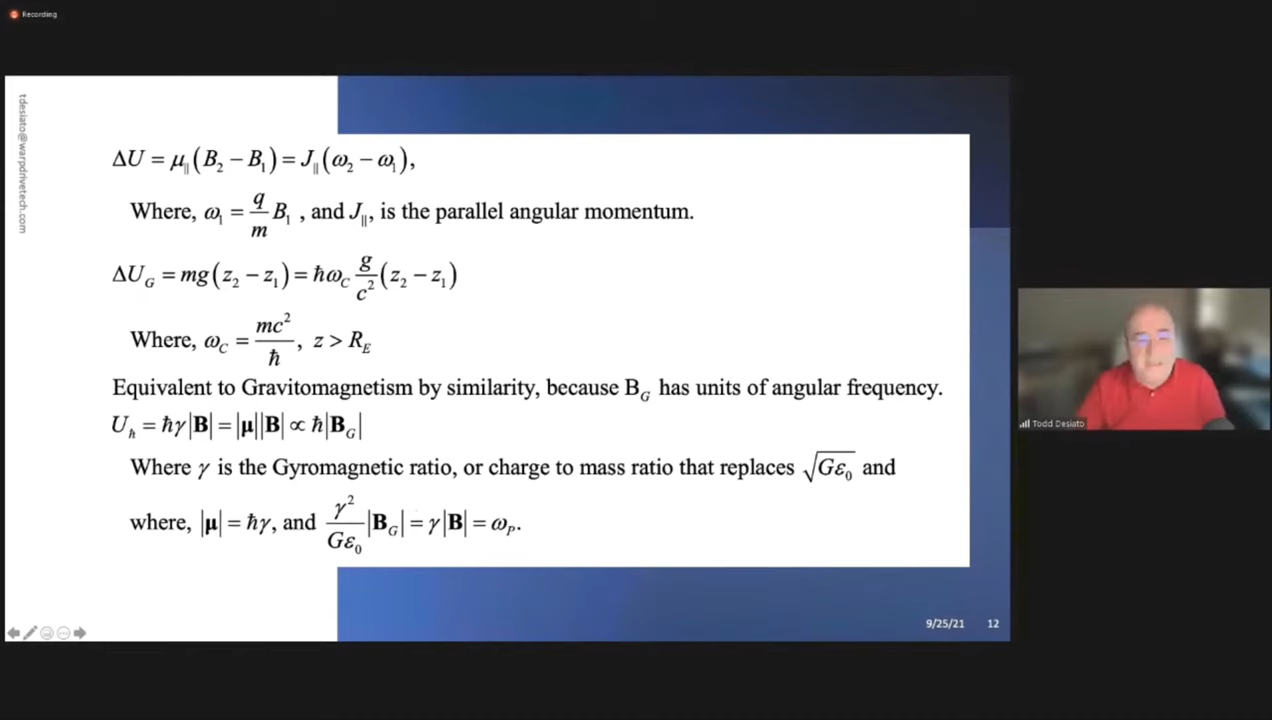 Recording
tdesiato@warpdrivetech.com
ΔU = μ∥(B₂ − B₁) = J∥(ω₂ − ω₁),
Where, ω₁ = q/m B₁ , and J∥, is the parallel angular momentum.
ΔU_G = mg(z₂ − z₁) = ħω_C g/c² (z₂ − z₁)
Where, ω_C = mc²/ħ, z > R_E
Equivalent to Gravitomagnetism by similarity, because B_G has units of angular frequency.
U_ħ = ħγ|B| = |μ||B| ∝ ħ|B_G|
Where γ is the Gyromagnetic ratio, or charge to mass ratio that replaces √(Gε₀) and
where, |μ| = ħγ, and γ²/(Gε₀) |B_G| = γ|B| = ω_P.
9/25/21 12
Todd Desiato